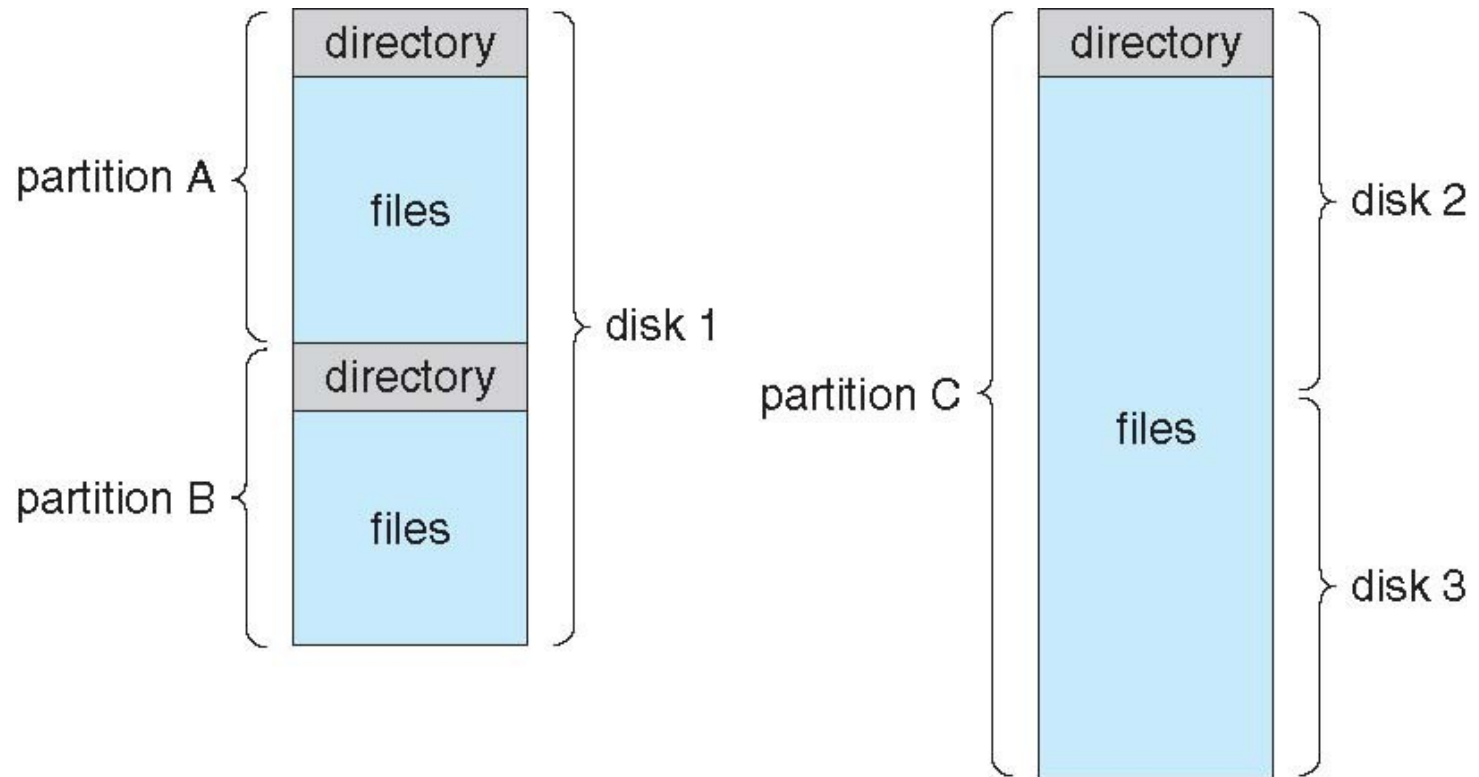 directory
partition A
files
disk 1
directory
partition B
files
directory
disk 2
partition C
files
disk 3